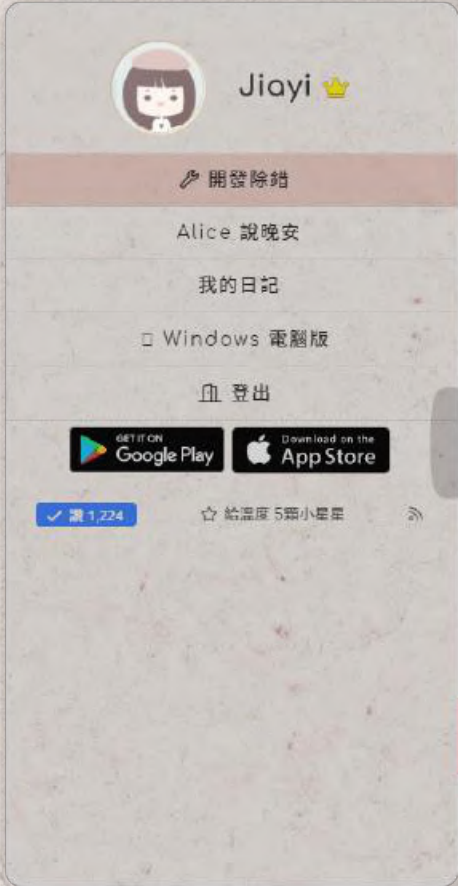 Jiayi
開發除錯
Alice 說晚安
我的日記
Windows 電腦版
登出
GET IT ON
Google Play
Download on the
App Store
讚 1,224
給溫度 5顆小星星